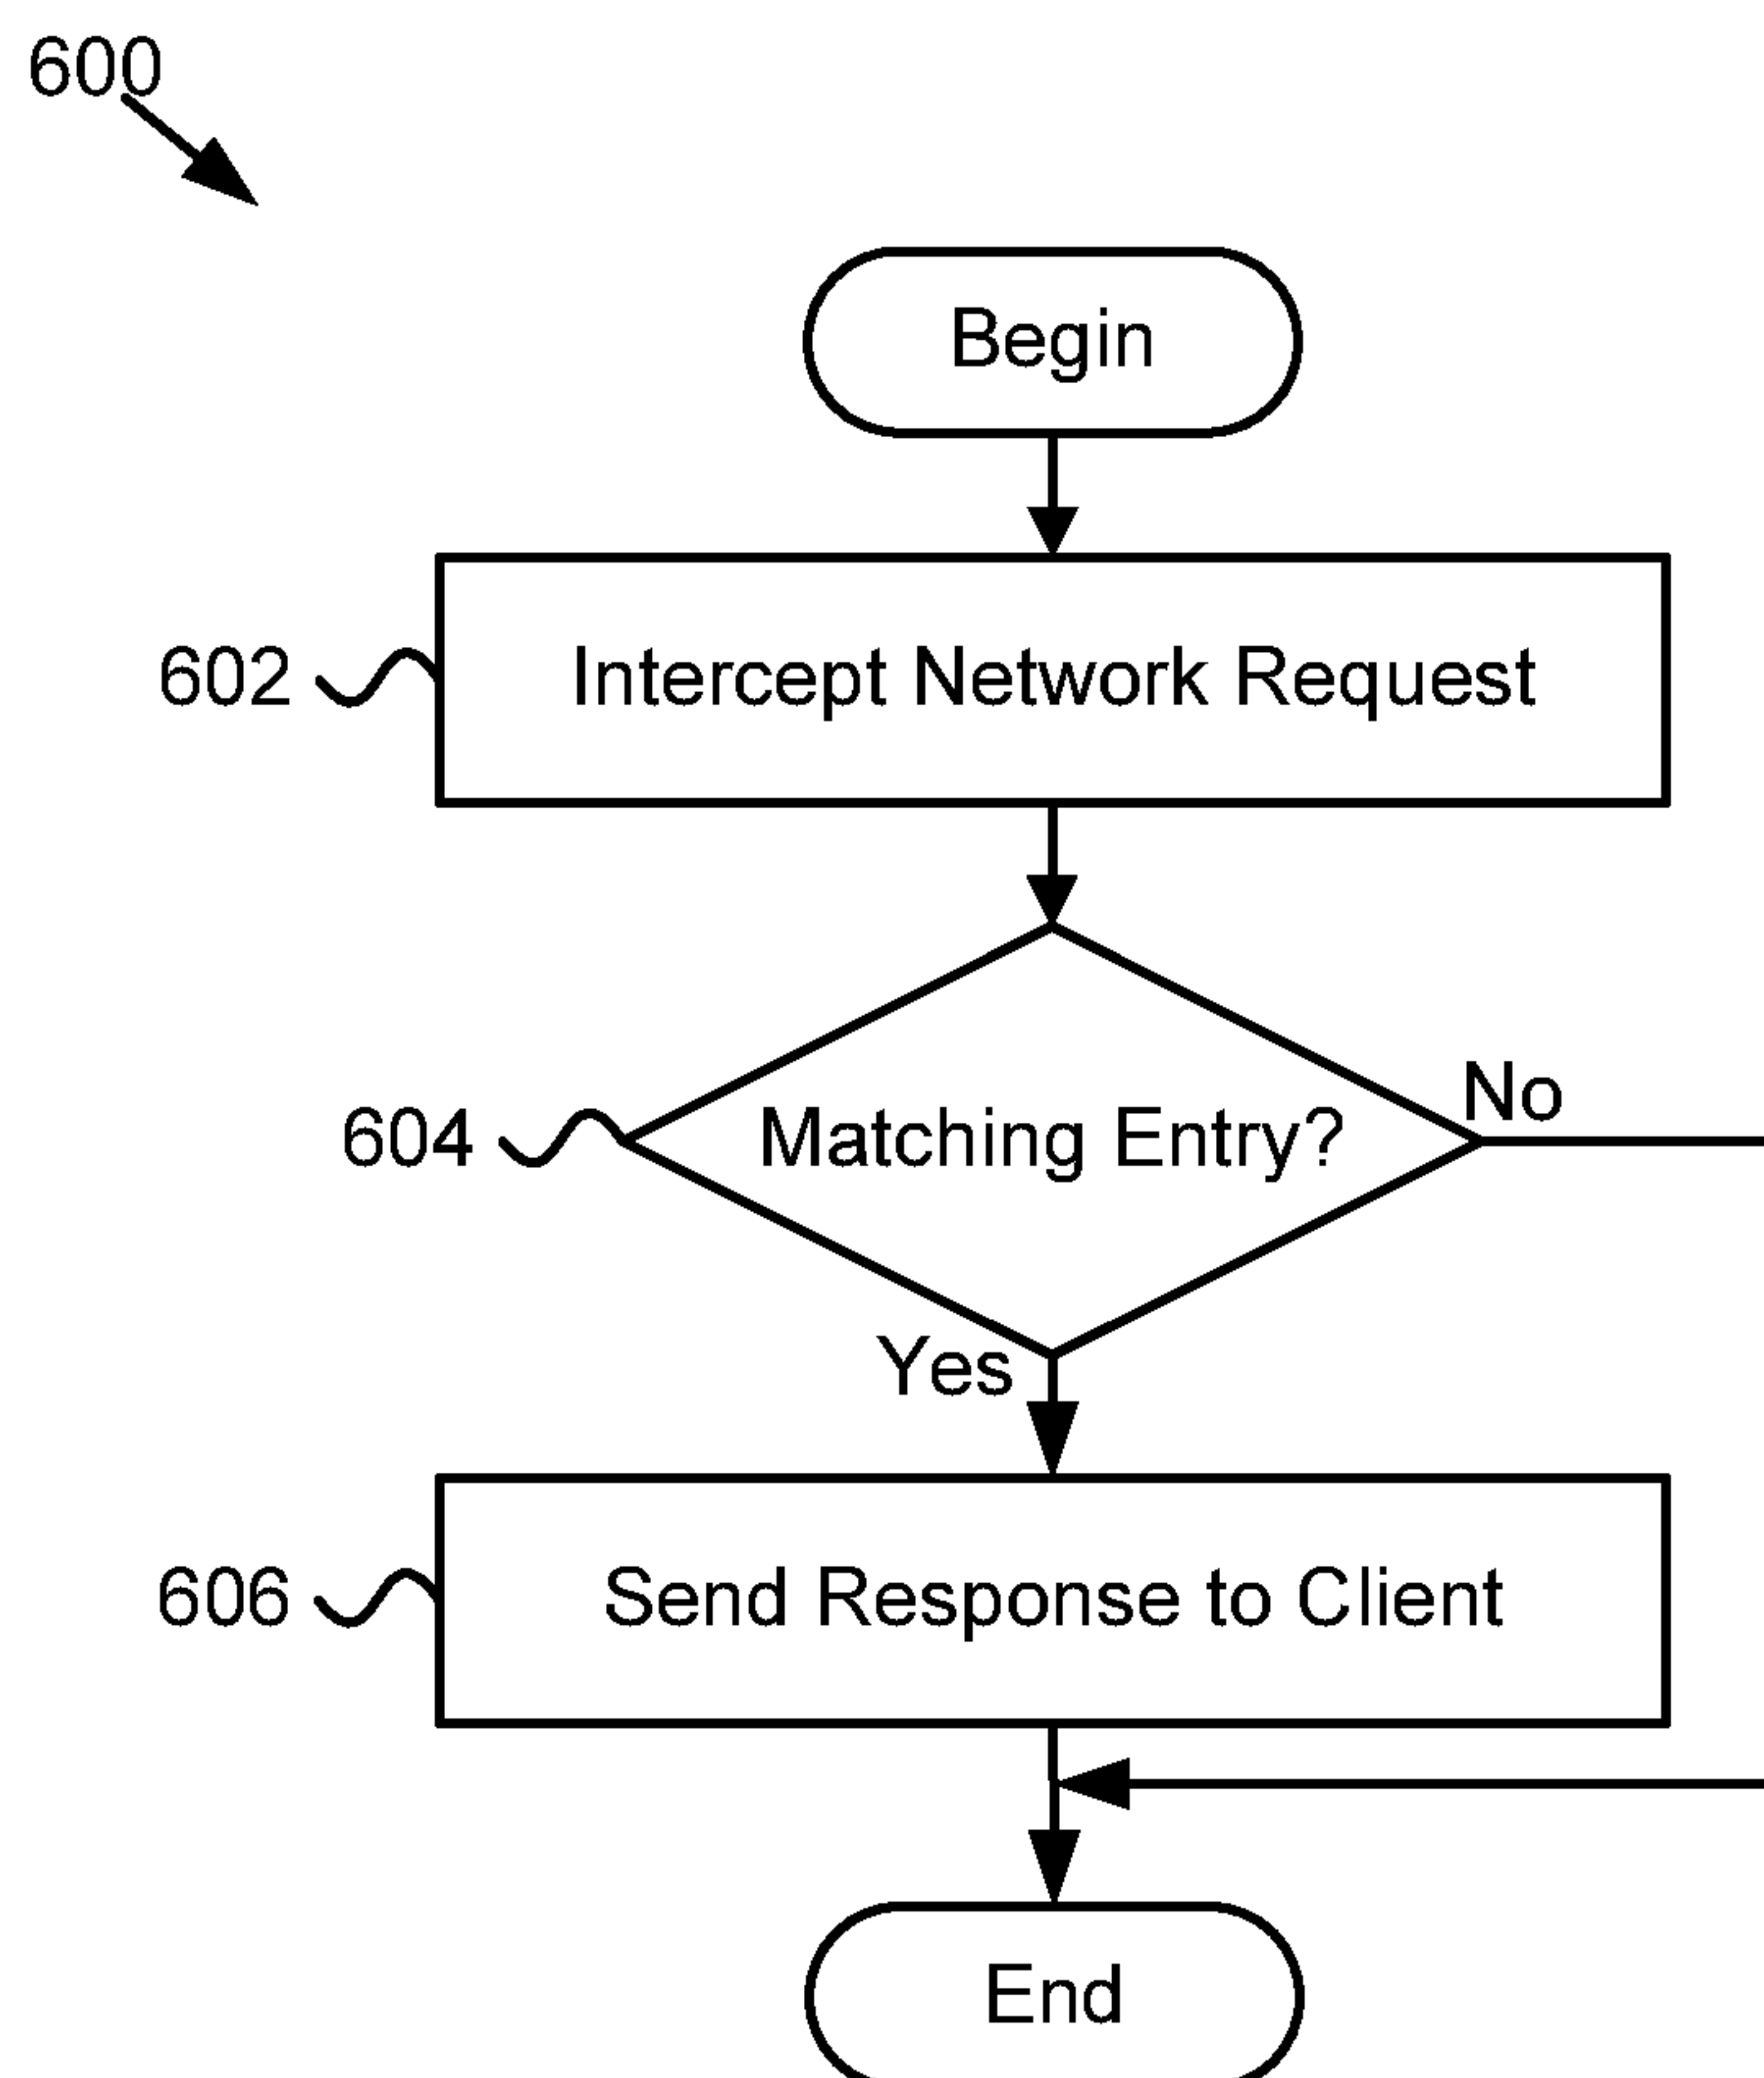 600
Begin
602
Intercept Network Request
604
Matching Entry?
No
Yes
606
Send Response to Client
End